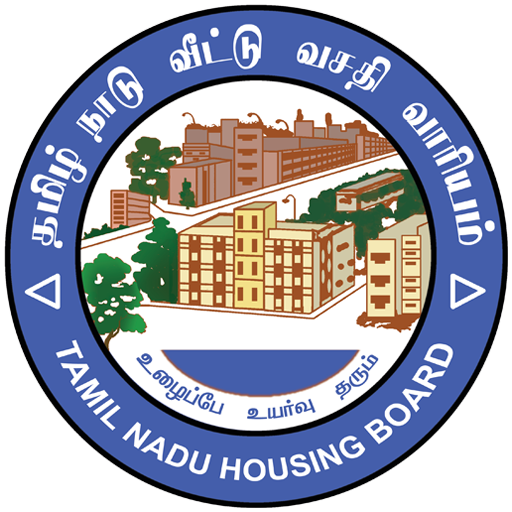 தமிழ் நாடு வீட்டு வசதி வாரியம்
உழைப்பே உயர்வு தரும்
TAMIL NADU HOUSING BOARD